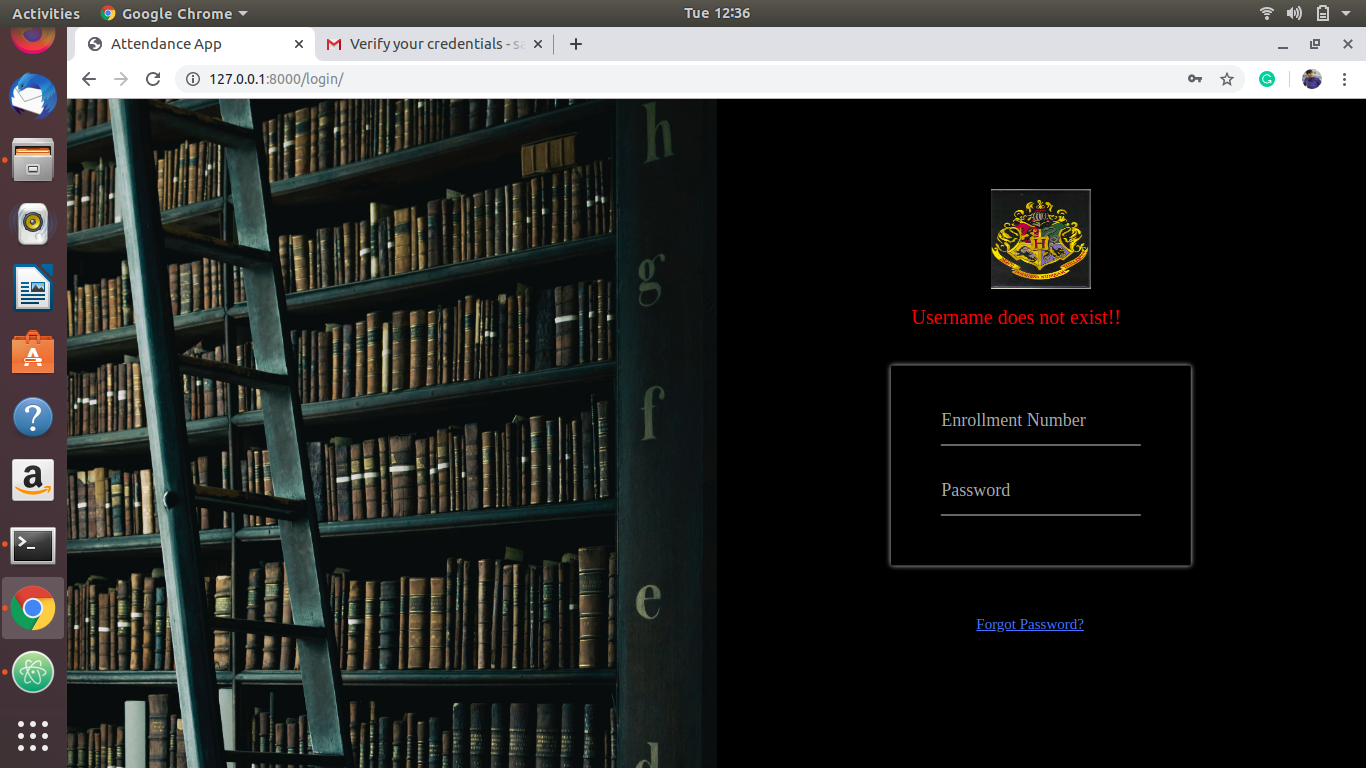 Activities
Google Chrome
Tue 12:36
Attendance App
Verify your credentials - sa
127.0.0.1:8000/login/
h
g
f
e
d
H
Username does not exist!!
Enrollment Number
Password
Forgot Password?